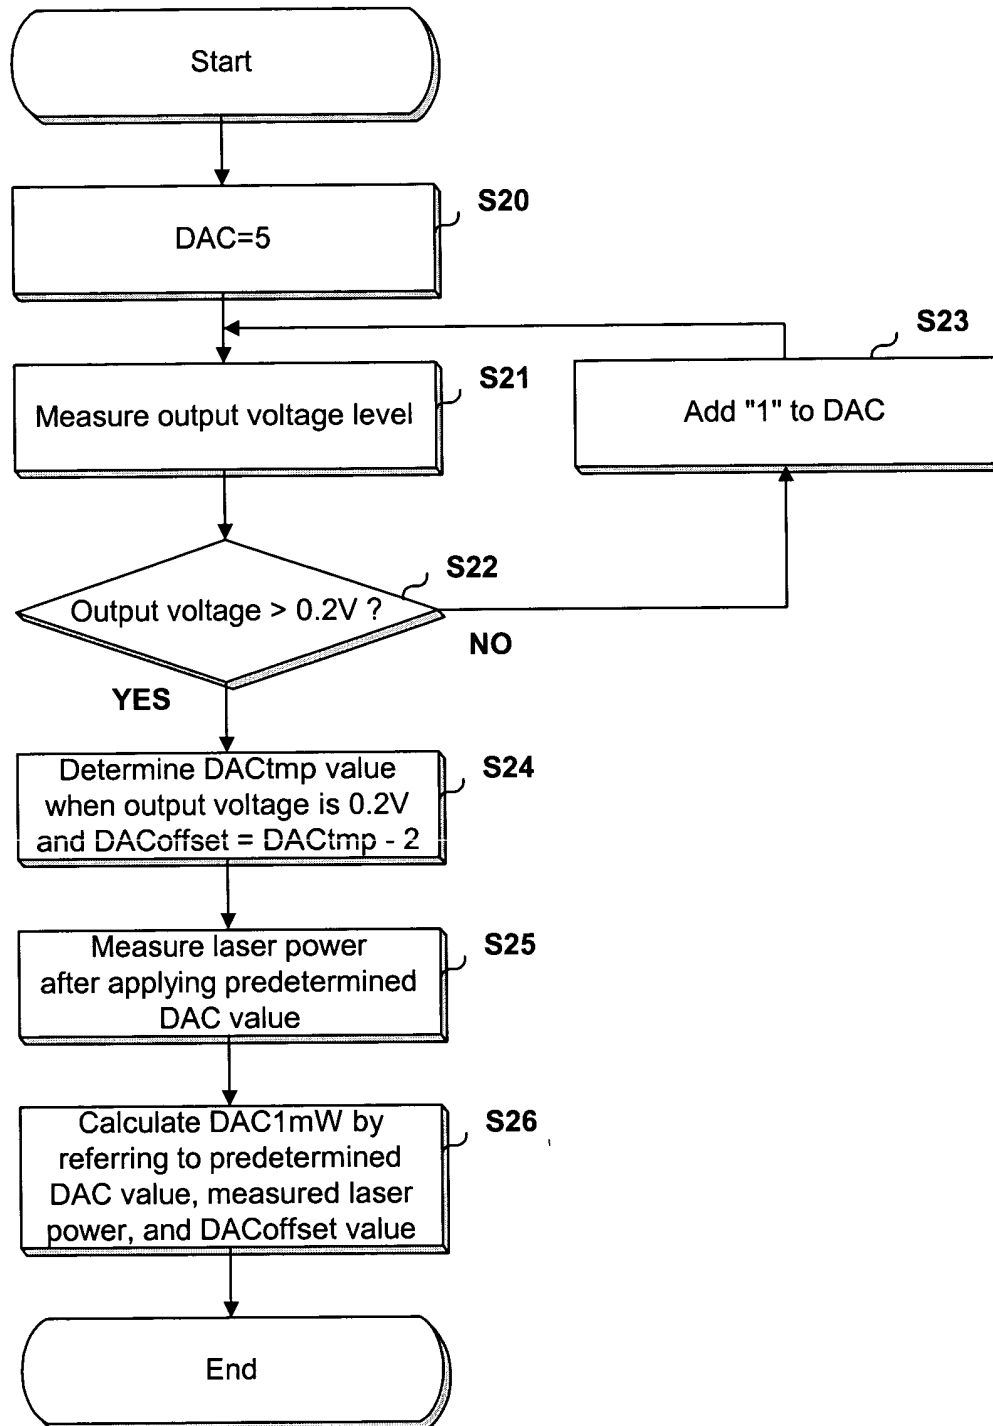 Start
S20
DAC=5
S23
S21
Measure output voltage level
Add "1" to DAC
S22
Output voltage > 0.2V ?
NO
YES
S24
Determine DACtmp value
when output voltage is 0.2V
and DACoffset = DACtmp - 2
S25
Measure laser power
after applying predetermined
DAC value
S26
Calculate DAC1mW by
referring to predetermined
DAC value, measured laser
power, and DACoffset value
End